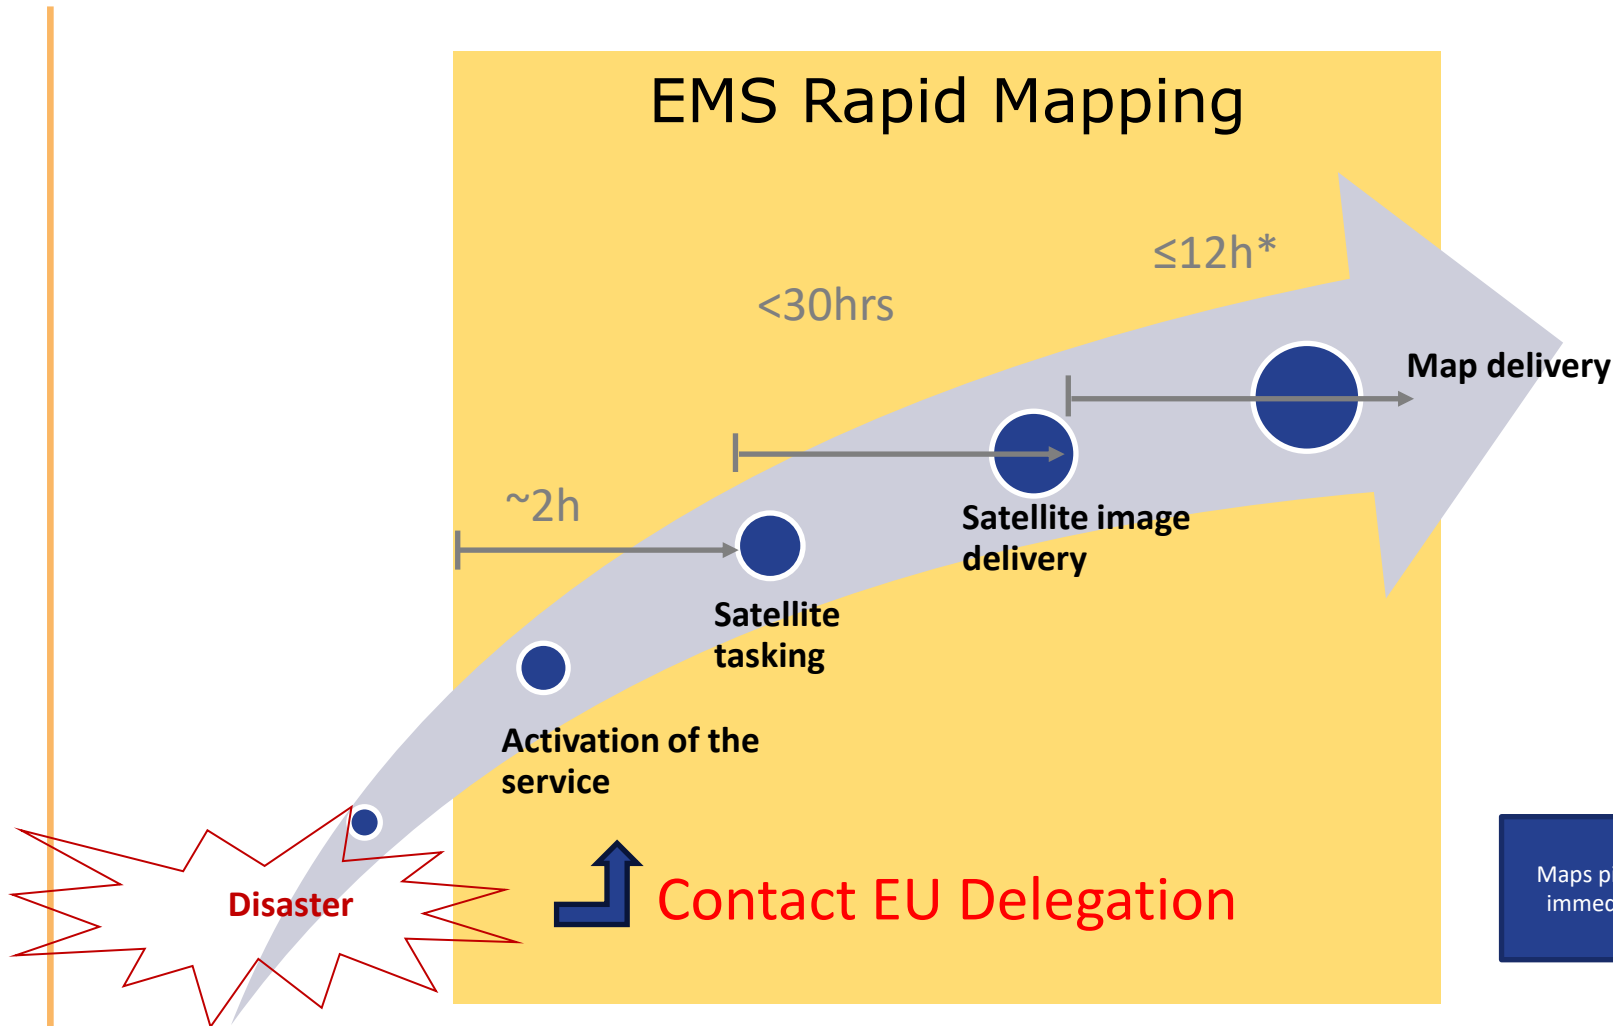 EMS Rapid Mapping
≤12h*
<30hrs
Map delivery
~2h
Satellite image
delivery
Satellite
tasking
Activation of the
service
Disaster
Contact EU Delegation
Maps